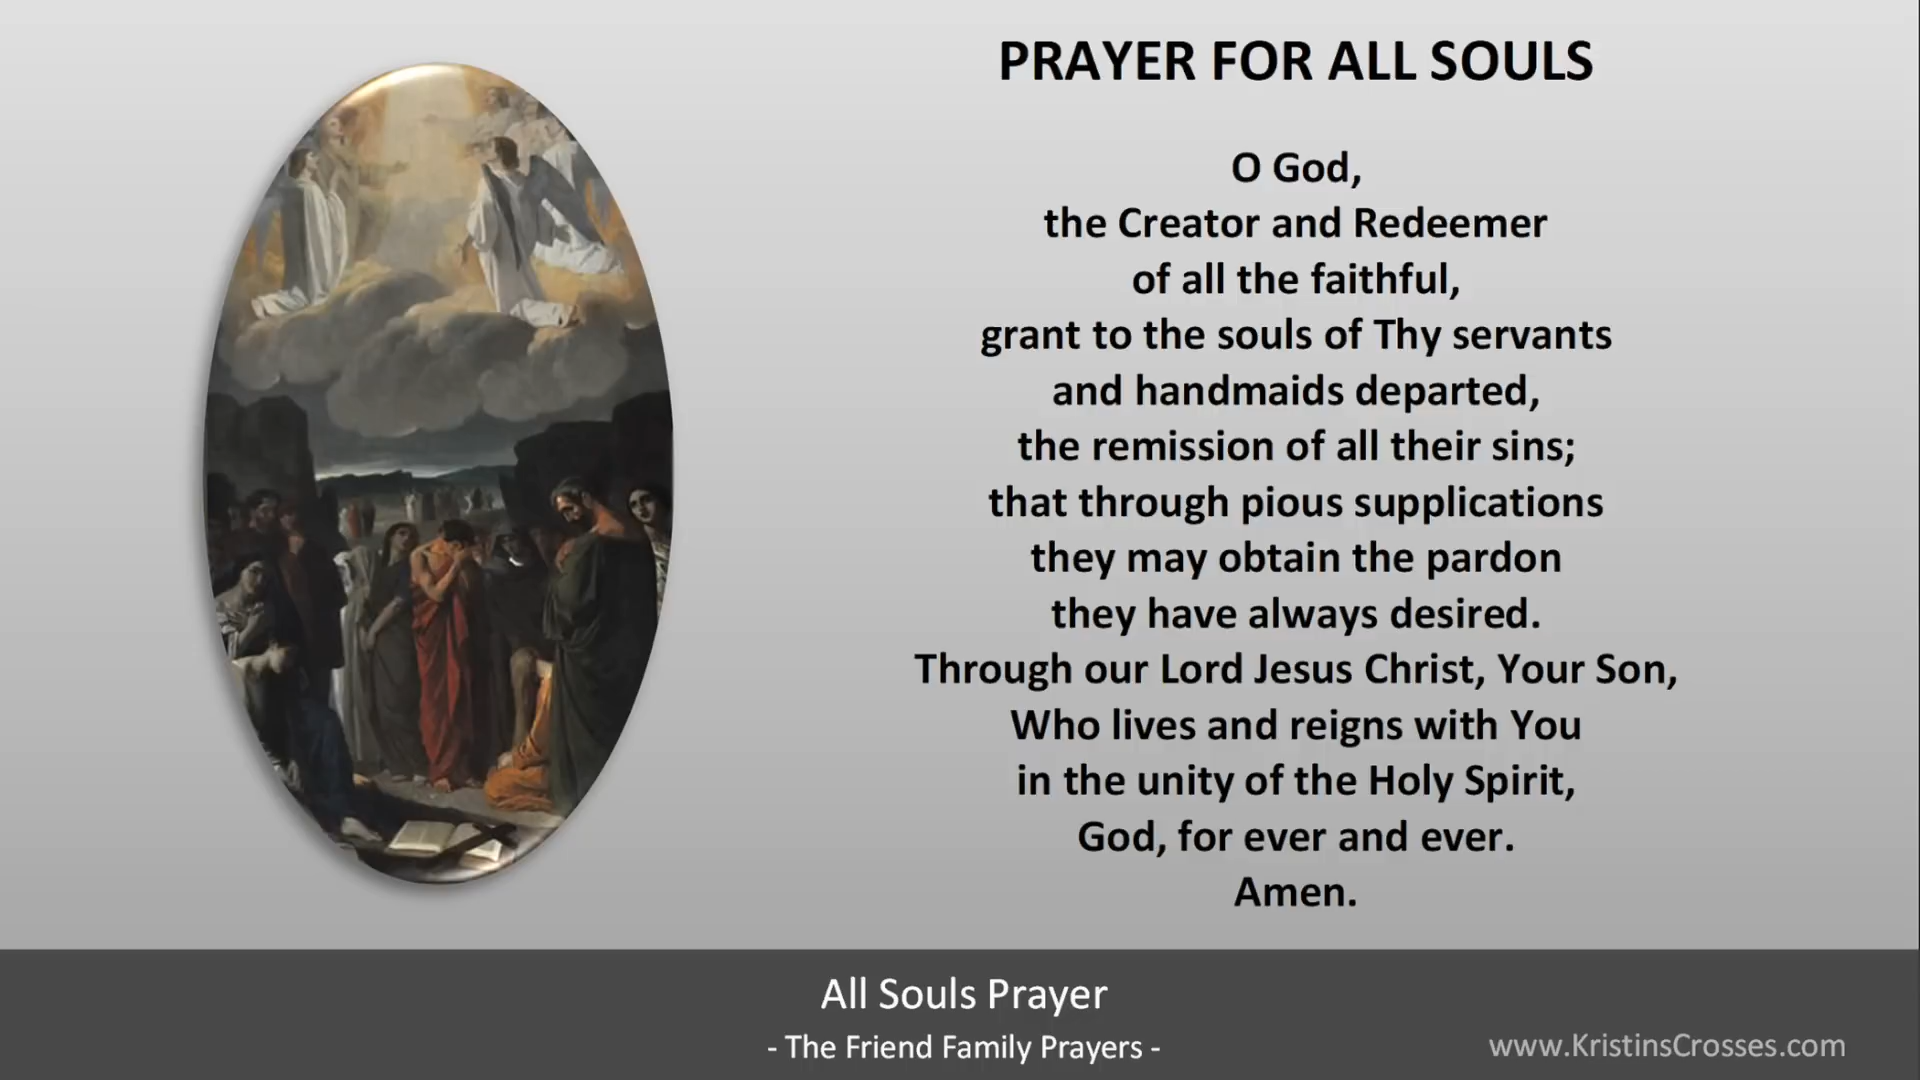 PRAYER FOR ALL SOULS
O God,
the Creator and Redeemer
of all the faithful,
grant to the souls of Thy servants
and handmaids departed,
the remission of all their sins;
that through pious supplications
they may obtain the pardon
they have always desired.
Through our Lord Jesus Christ, Your Son,
Who lives and reigns with You
in the unity of the Holy Spirit,
God, for ever and ever.
Amen.
All Souls Prayer
- The Friend Family Prayers -
www.KristinsCrosses.com